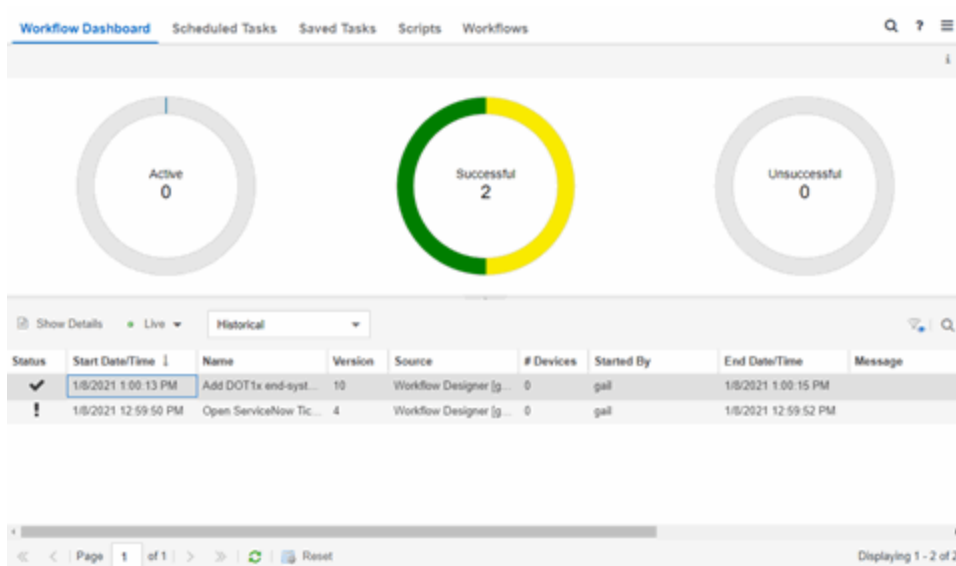 Workflow Dashboard Scheduled Tasks Saved Tasks Scripts Workflows ?
i
Active
0
Successful
2
Unsuccessful
0
Show Details Live Historical
Status Start Date/Time ↓ Name Version Source # Devices Started By End Date/Time Message
1/8/2021 1:00:13 PM Add DOT1x end-syst... 10 Workflow Designer [g... 0 gail 1/8/2021 1:00:15 PM
! 1/8/2021 12:59:50 PM Open ServiceNow Tic... 4 Workflow Designer [g... 0 gail 1/8/2021 12:59:52 PM
<< < Page 1 of 1 > >> Reset Displaying 1 - 2 of 2